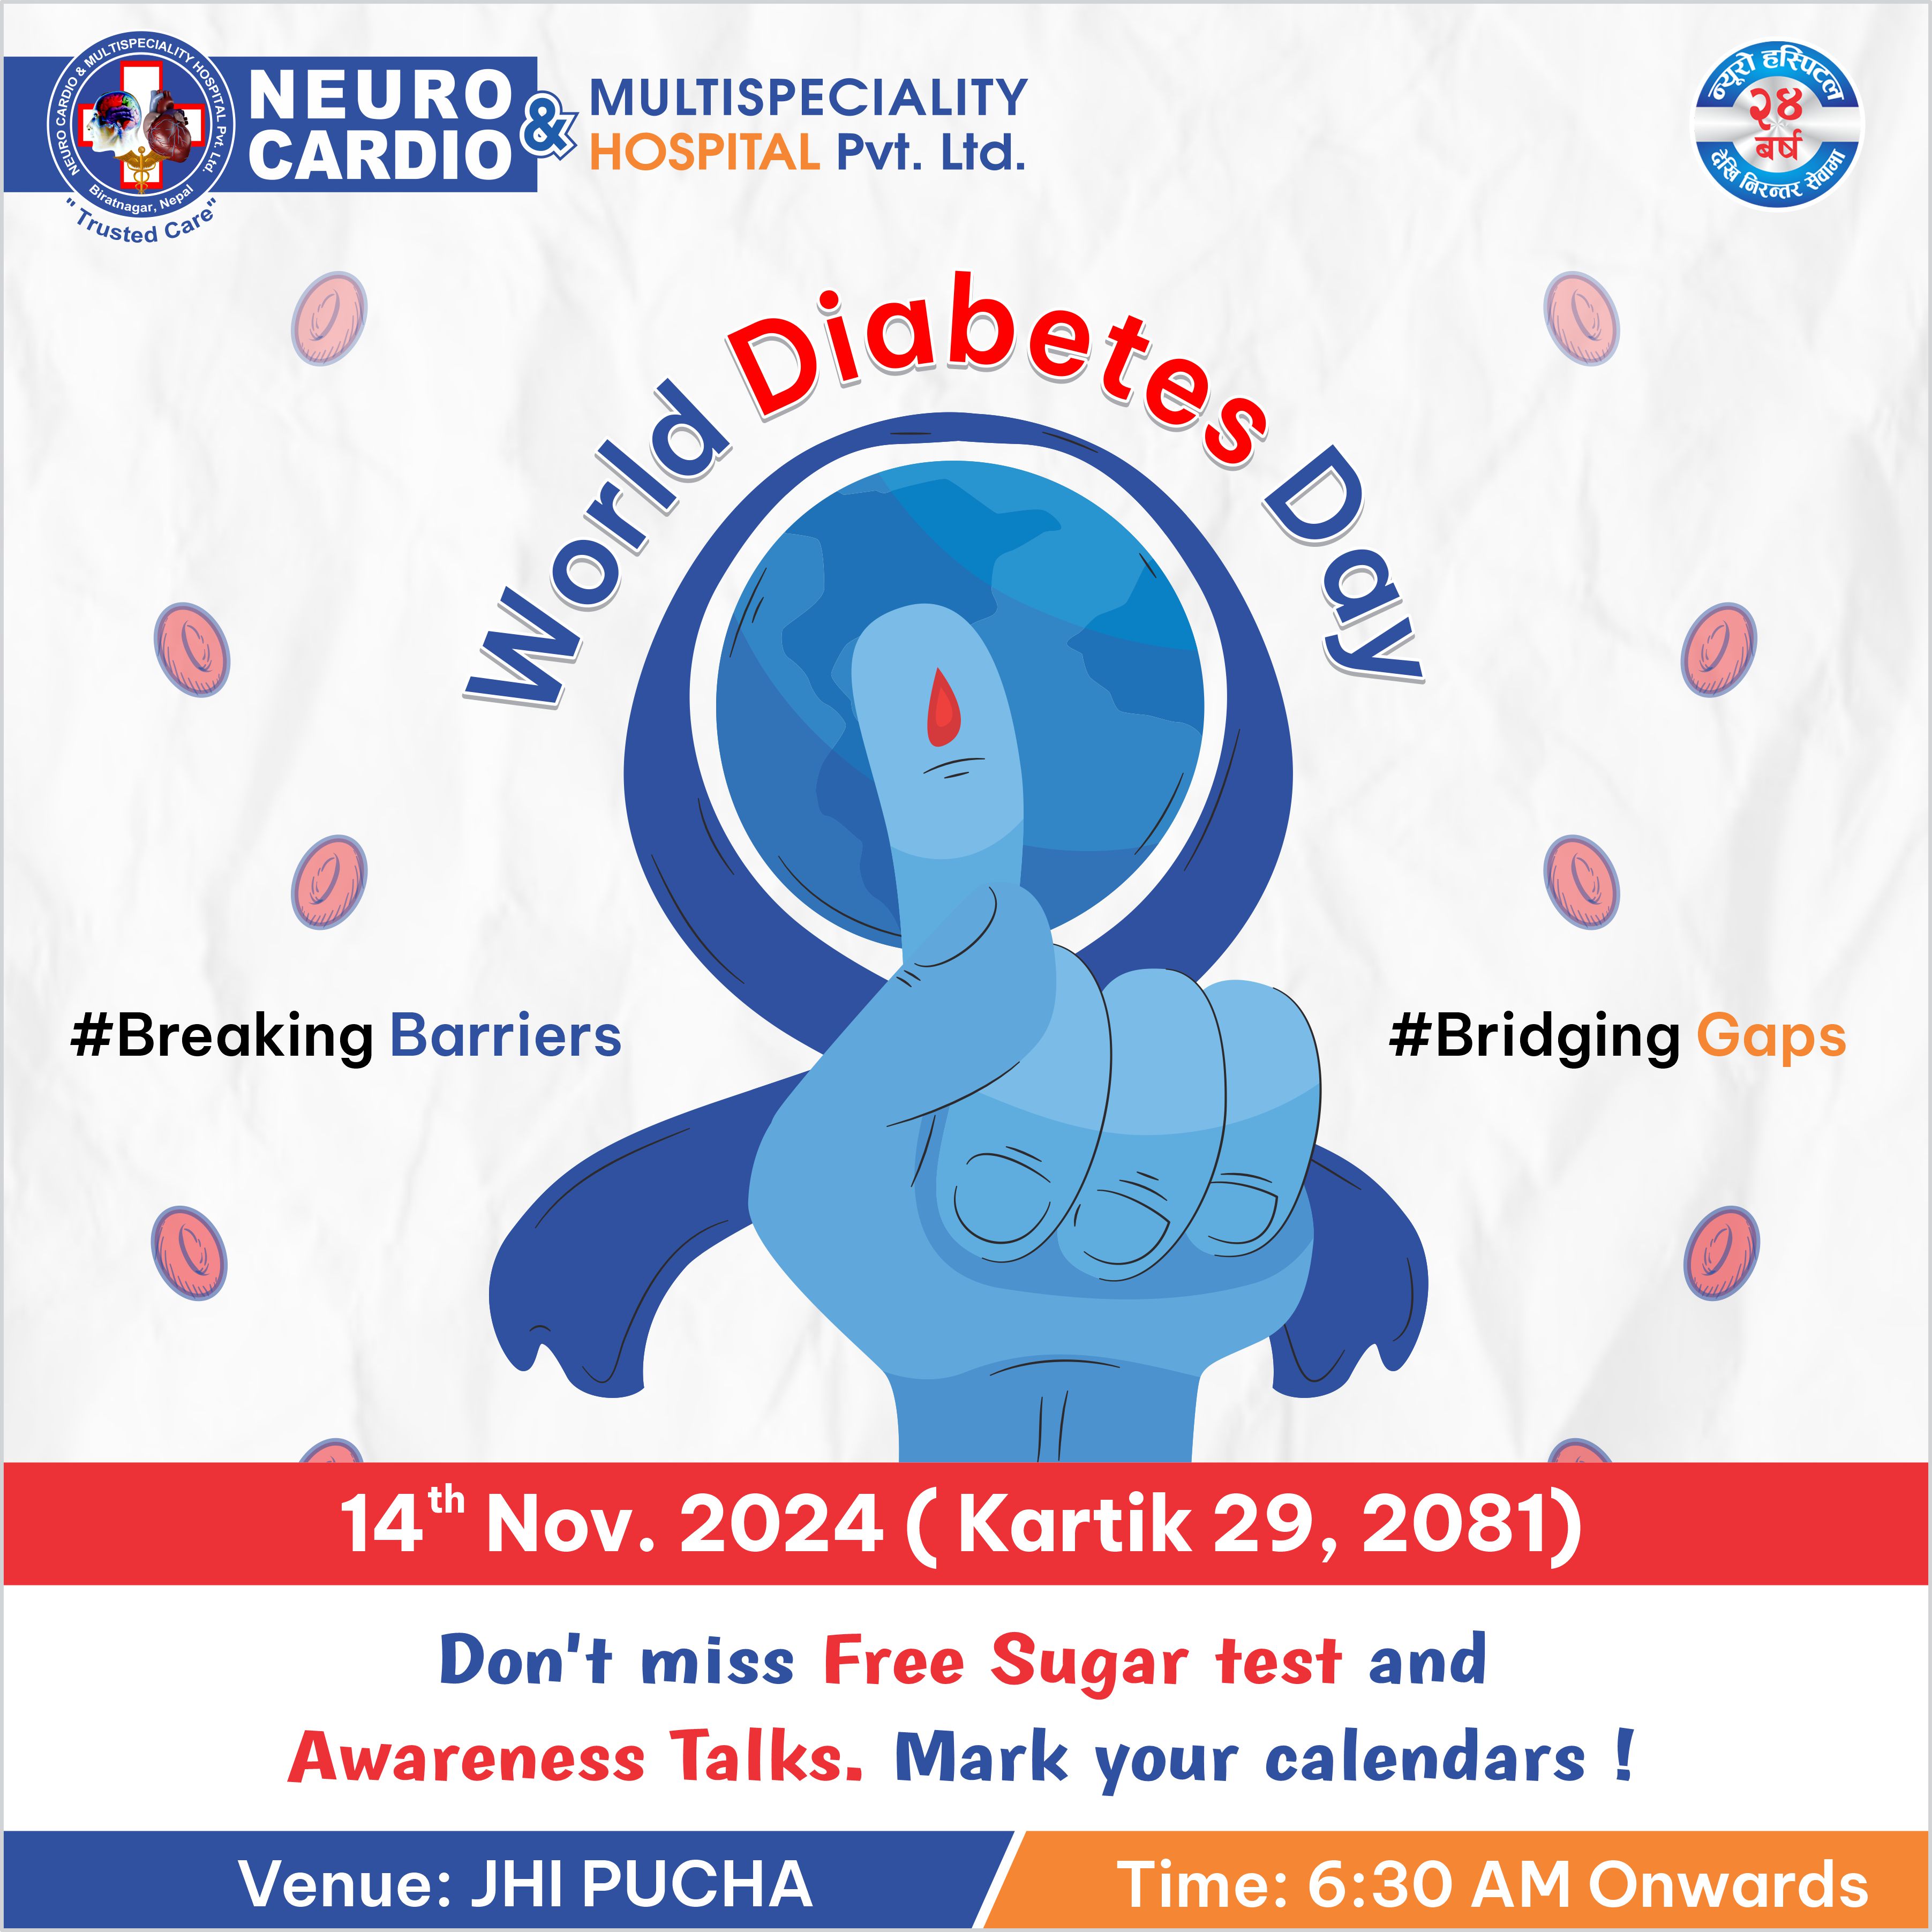 NEURO CARDIO & MULTISPECIALITY HOSPITAL Pvt. Ltd.
Biratnagar, Nepal
"Trusted Care"
NEURO
CARDIO
&
MULTISPECIALITY
HOSPITAL Pvt. Ltd.
न्यूरो हस्पिटल
२४
बर्ष
देखि निरन्तर सेवामा
World Diabetes Day
#Breaking Barriers
#Bridging Gaps
14th Nov. 2024 ( Kartik 29, 2081)
Don't miss Free Sugar test and
Awareness Talks. Mark your calendars !
Venue: JHI PUCHA
Time: 6:30 AM Onwards